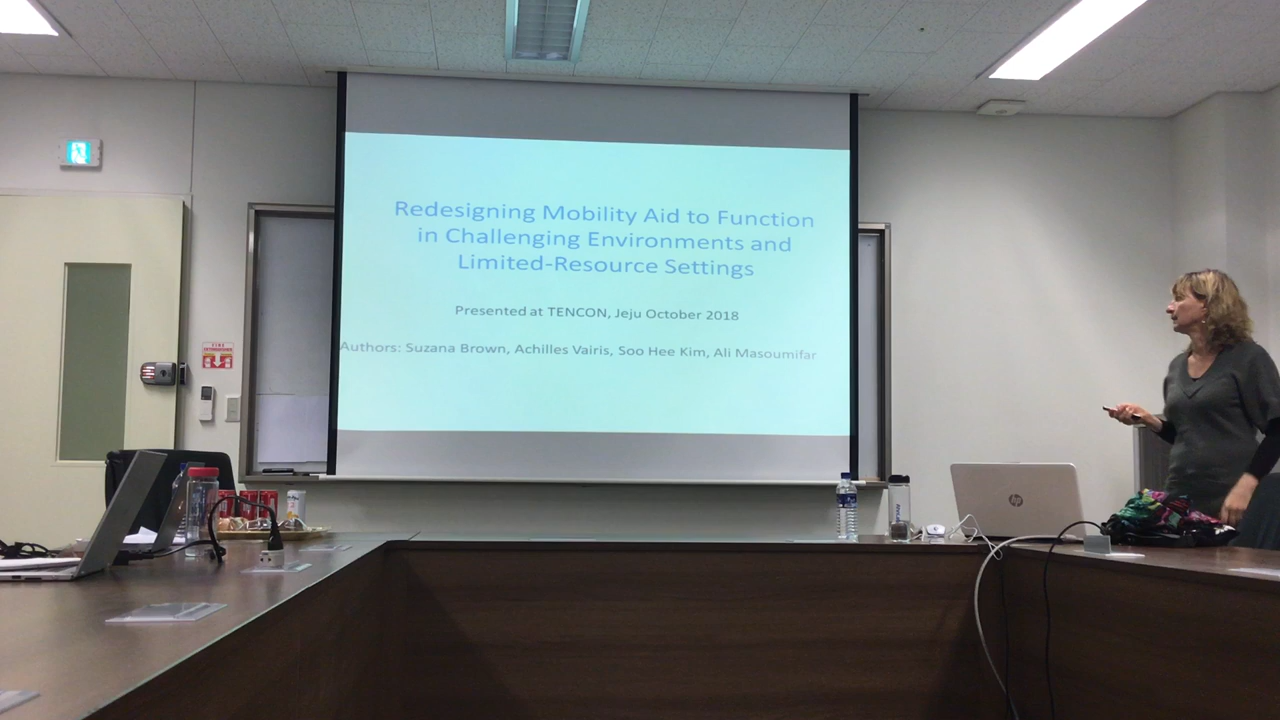 Redesigning Mobility Aid to Function
in Challenging Environments and
Limited-Resource Settings
Presented at TENCON, Jeju October 2018
Authors: Suzana Brown, Achilles Vairis, Soo Hee Kim, Ali Masoumifar
hp